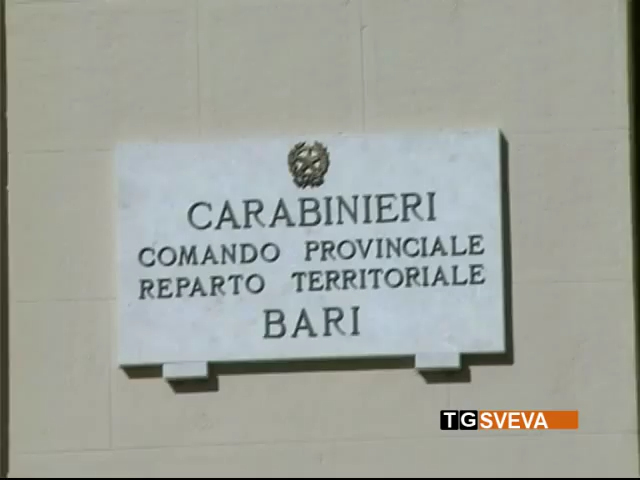 CARABINIERI
COMANDO PROVINCIALE
REPARTO TERRITORIALE
BARI
TGSVEVA